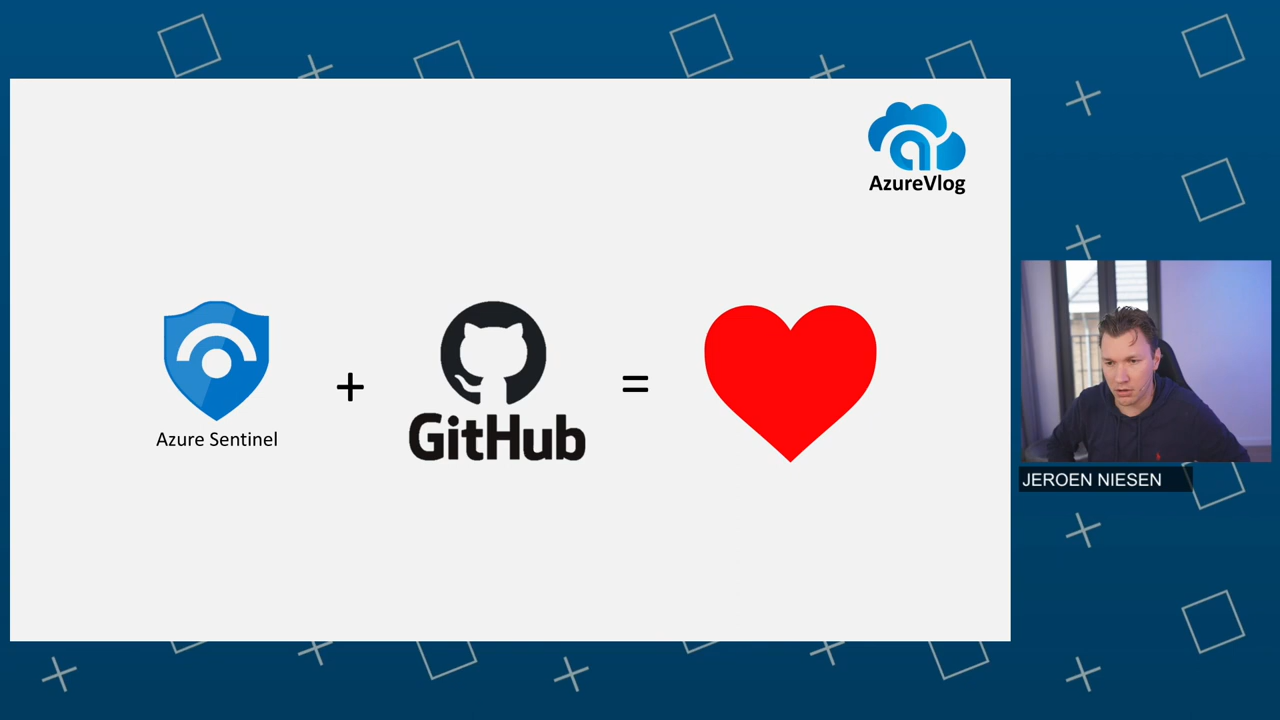 AzureVlog
Azure Sentinel
+
GitHub
=
JEROEN NIESEN